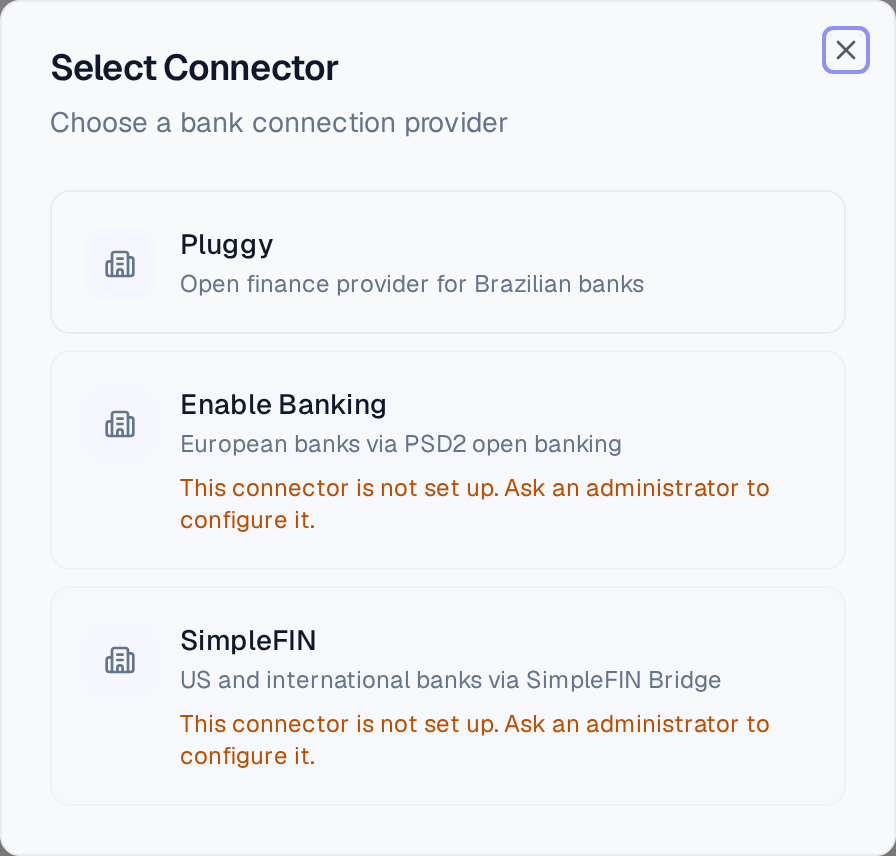 Select Connector
Choose a bank connection provider
Pluggy
Open finance provider for Brazilian banks
Enable Banking
European banks via PSD2 open banking
This connector is not set up. Ask an administrator to
configure it.
SimpleFIN
US and international banks via SimpleFIN Bridge
This connector is not set up. Ask an administrator to
configure it.